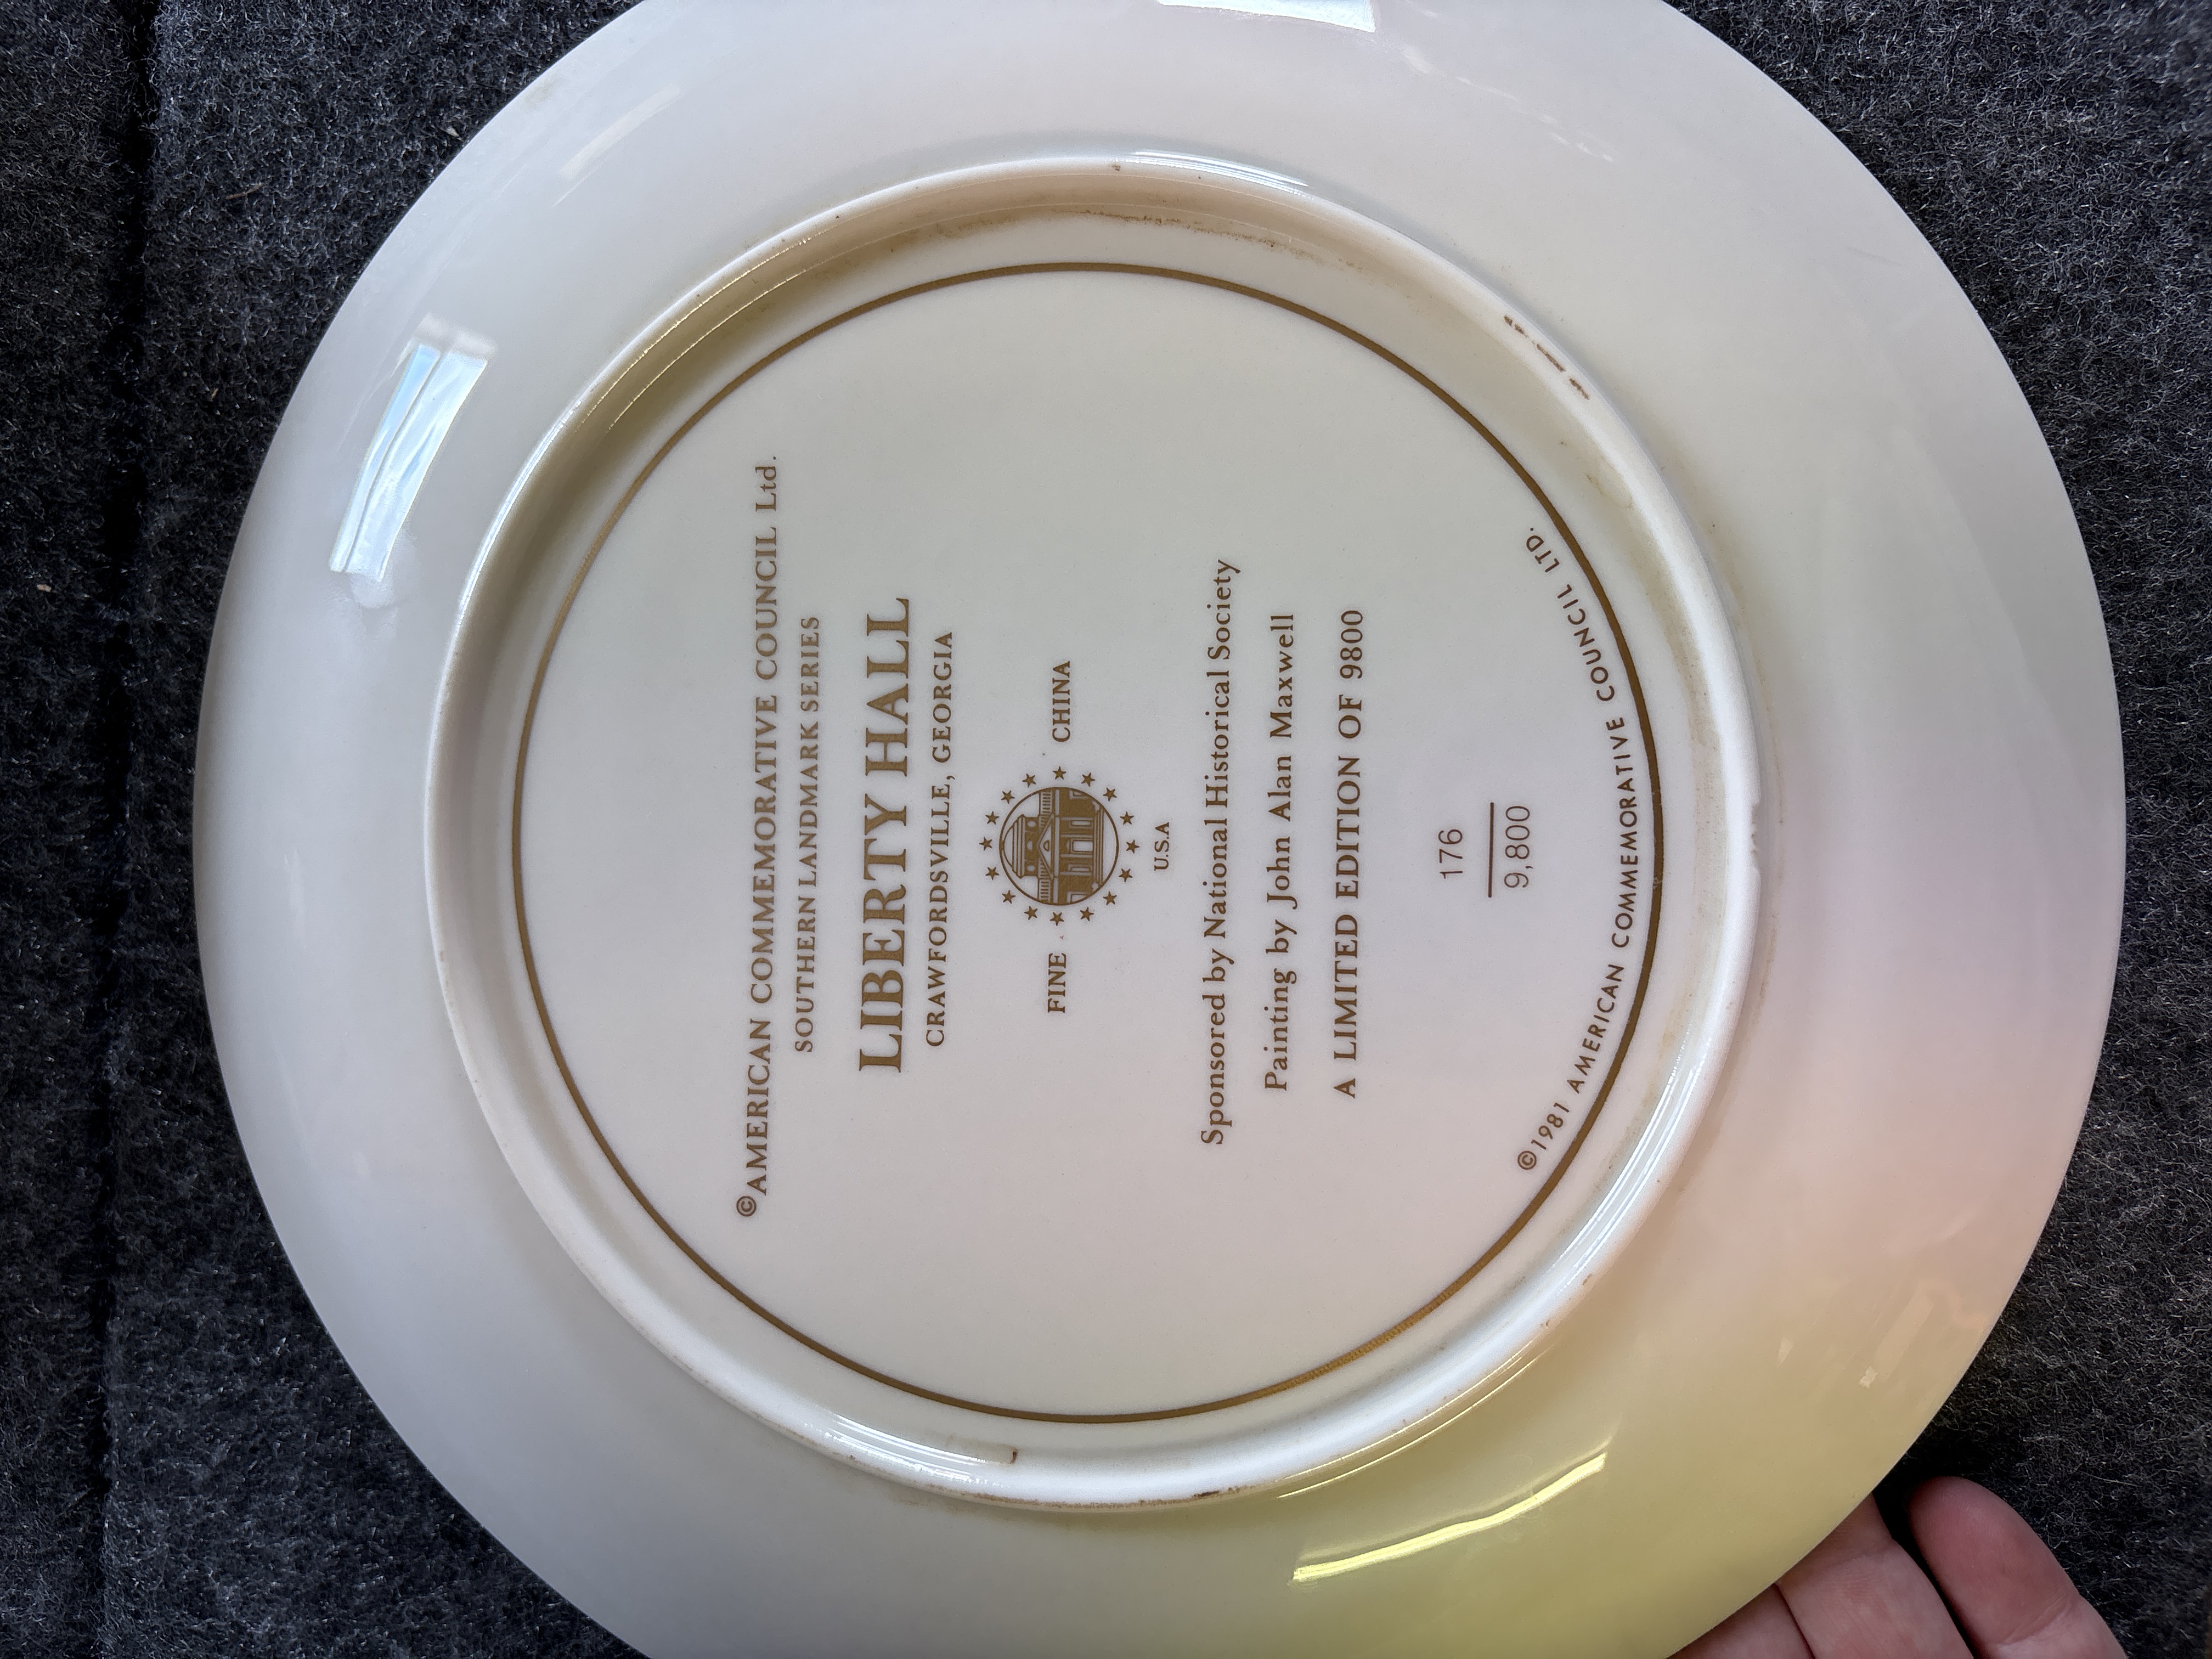 ©AMERICAN COMMEMORATIVE COUNCIL Ltd.
SOUTHERN LANDMARK SERIES
LIBERTY HALL
CRAWFORDSVILLE, GEORGIA
FINE CHINA
U.S.A
Sponsored by National Historical Society
Painting by John Alan Maxwell
A LIMITED EDITION OF 9800
176
9,800
©1981 AMERICAN COMMEMORATIVE COUNCIL LTD.